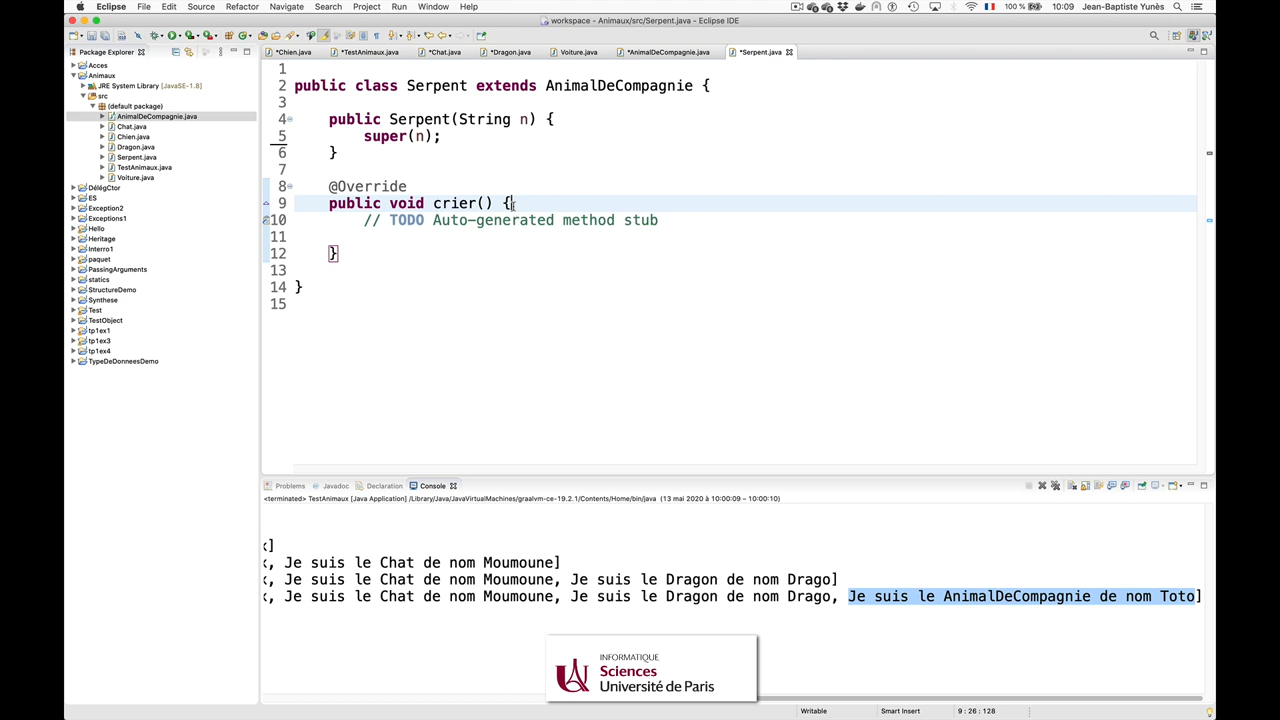 Eclipse File Edit Source Refactor Navigate Search Project Run Window Help 100 % 10:09 Jean-Baptiste Yunès
workspace - Animaux/src/Serpent.java - Eclipse IDE
Package Explorer
*Chien.java *TestAnimaux.java *Chat.java *Dragon.java Voiture.java *AnimalDeCompagnie.java *Serpent.java
Acces
Animaux
JRE System Library [JavaSE-1.8]
src
(default package)
AnimalDeCompagnie.java
Chat.java
Chien.java
Dragon.java
Serpent.java
TestAnimaux.java
Voiture.java
DélégCtor
ES
Exception2
Exceptions1
Hello
Heritage
Interro1
paquet
PassingArguments
statics
StructureDemo
Synthese
Test
TestObject
tp1ex1
tp1ex3
tp1ex4
TypeDeDonneesDemo
1
2 public class Serpent extends AnimalDeCompagnie {
3
4 public Serpent(String n) {
5 super(n);
6 }
7
8 @Override
9 public void crier() {
10 // TODO Auto-generated method stub
11
12 }
13
14 }
15
Problems Javadoc Declaration Console
<terminated> TestAnimaux [Java Application] /Library/Java/JavaVirtualMachines/graalvm-ce-19.2.1/Contents/Home/bin/java (13 mai 2020 à 10:00:09 – 10:00:10)
x]
x, Je suis le Chat de nom Moumoune]
x, Je suis le Chat de nom Moumoune, Je suis le Dragon de nom Drago]
x, Je suis le Chat de nom Moumoune, Je suis le Dragon de nom Drago, Je suis le AnimalDeCompagnie de nom Toto]
INFORMATIQUE
Sciences
Université de Paris
Writable Smart Insert 9 : 26 : 128